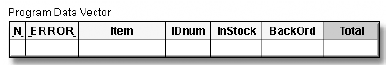 Program Data Vector
_N_ _ERROR_ Item IDnum InStock BackOrd Total